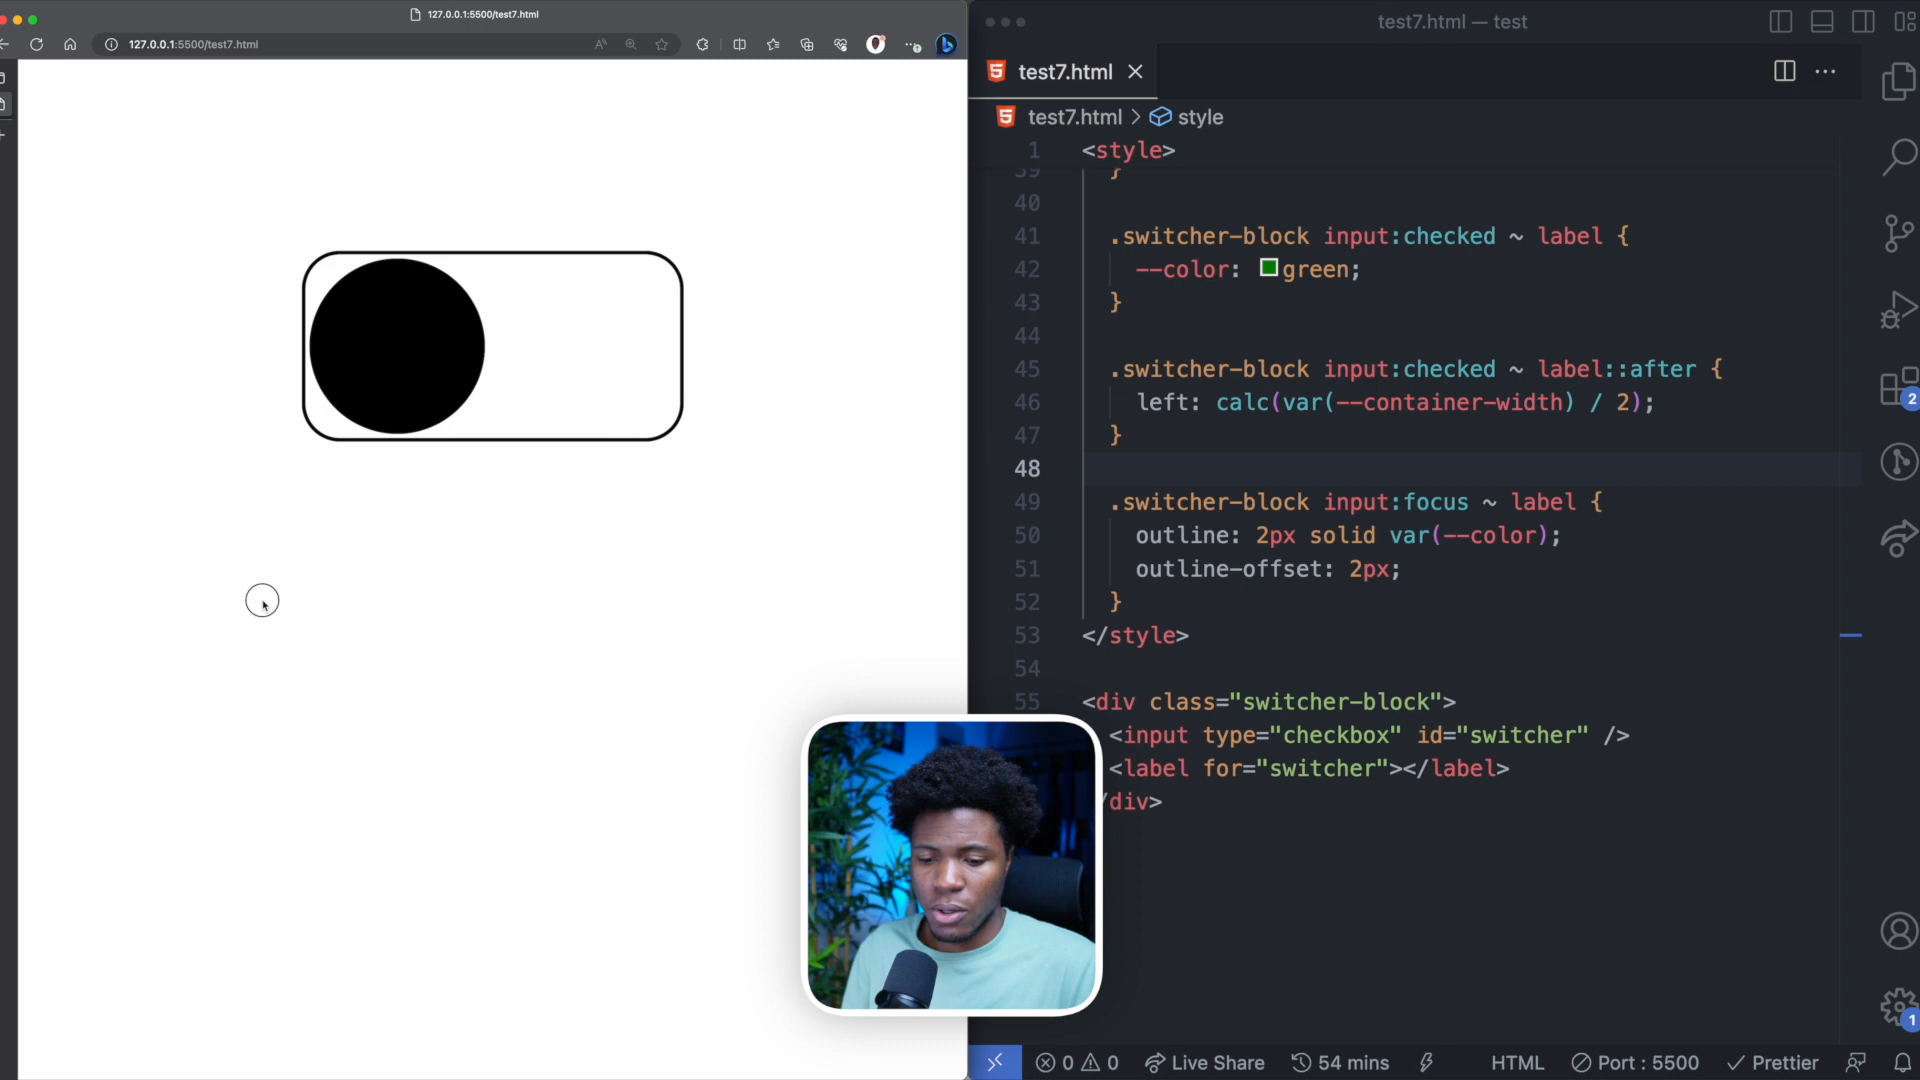 127.0.0.1:5500/test7.html
127.0.0.1:5500/test7.html
test7.html — test
test7.html
test7.html > style
1 <style>
39 }
40
41 .switcher-block input:checked ~ label {
42 --color: green;
43 }
44
45 .switcher-block input:checked ~ label::after {
46 left: calc(var(--container-width) / 2);
47 }
48
49 .switcher-block input:focus ~ label {
50 outline: 2px solid var(--color);
51 outline-offset: 2px;
52 }
53 </style>
54
55 <div class="switcher-block">
<input type="checkbox" id="switcher" />
<label for="switcher"></label>
/div>
2
1
0 0 Live Share 54 mins HTML Port : 5500 Prettier